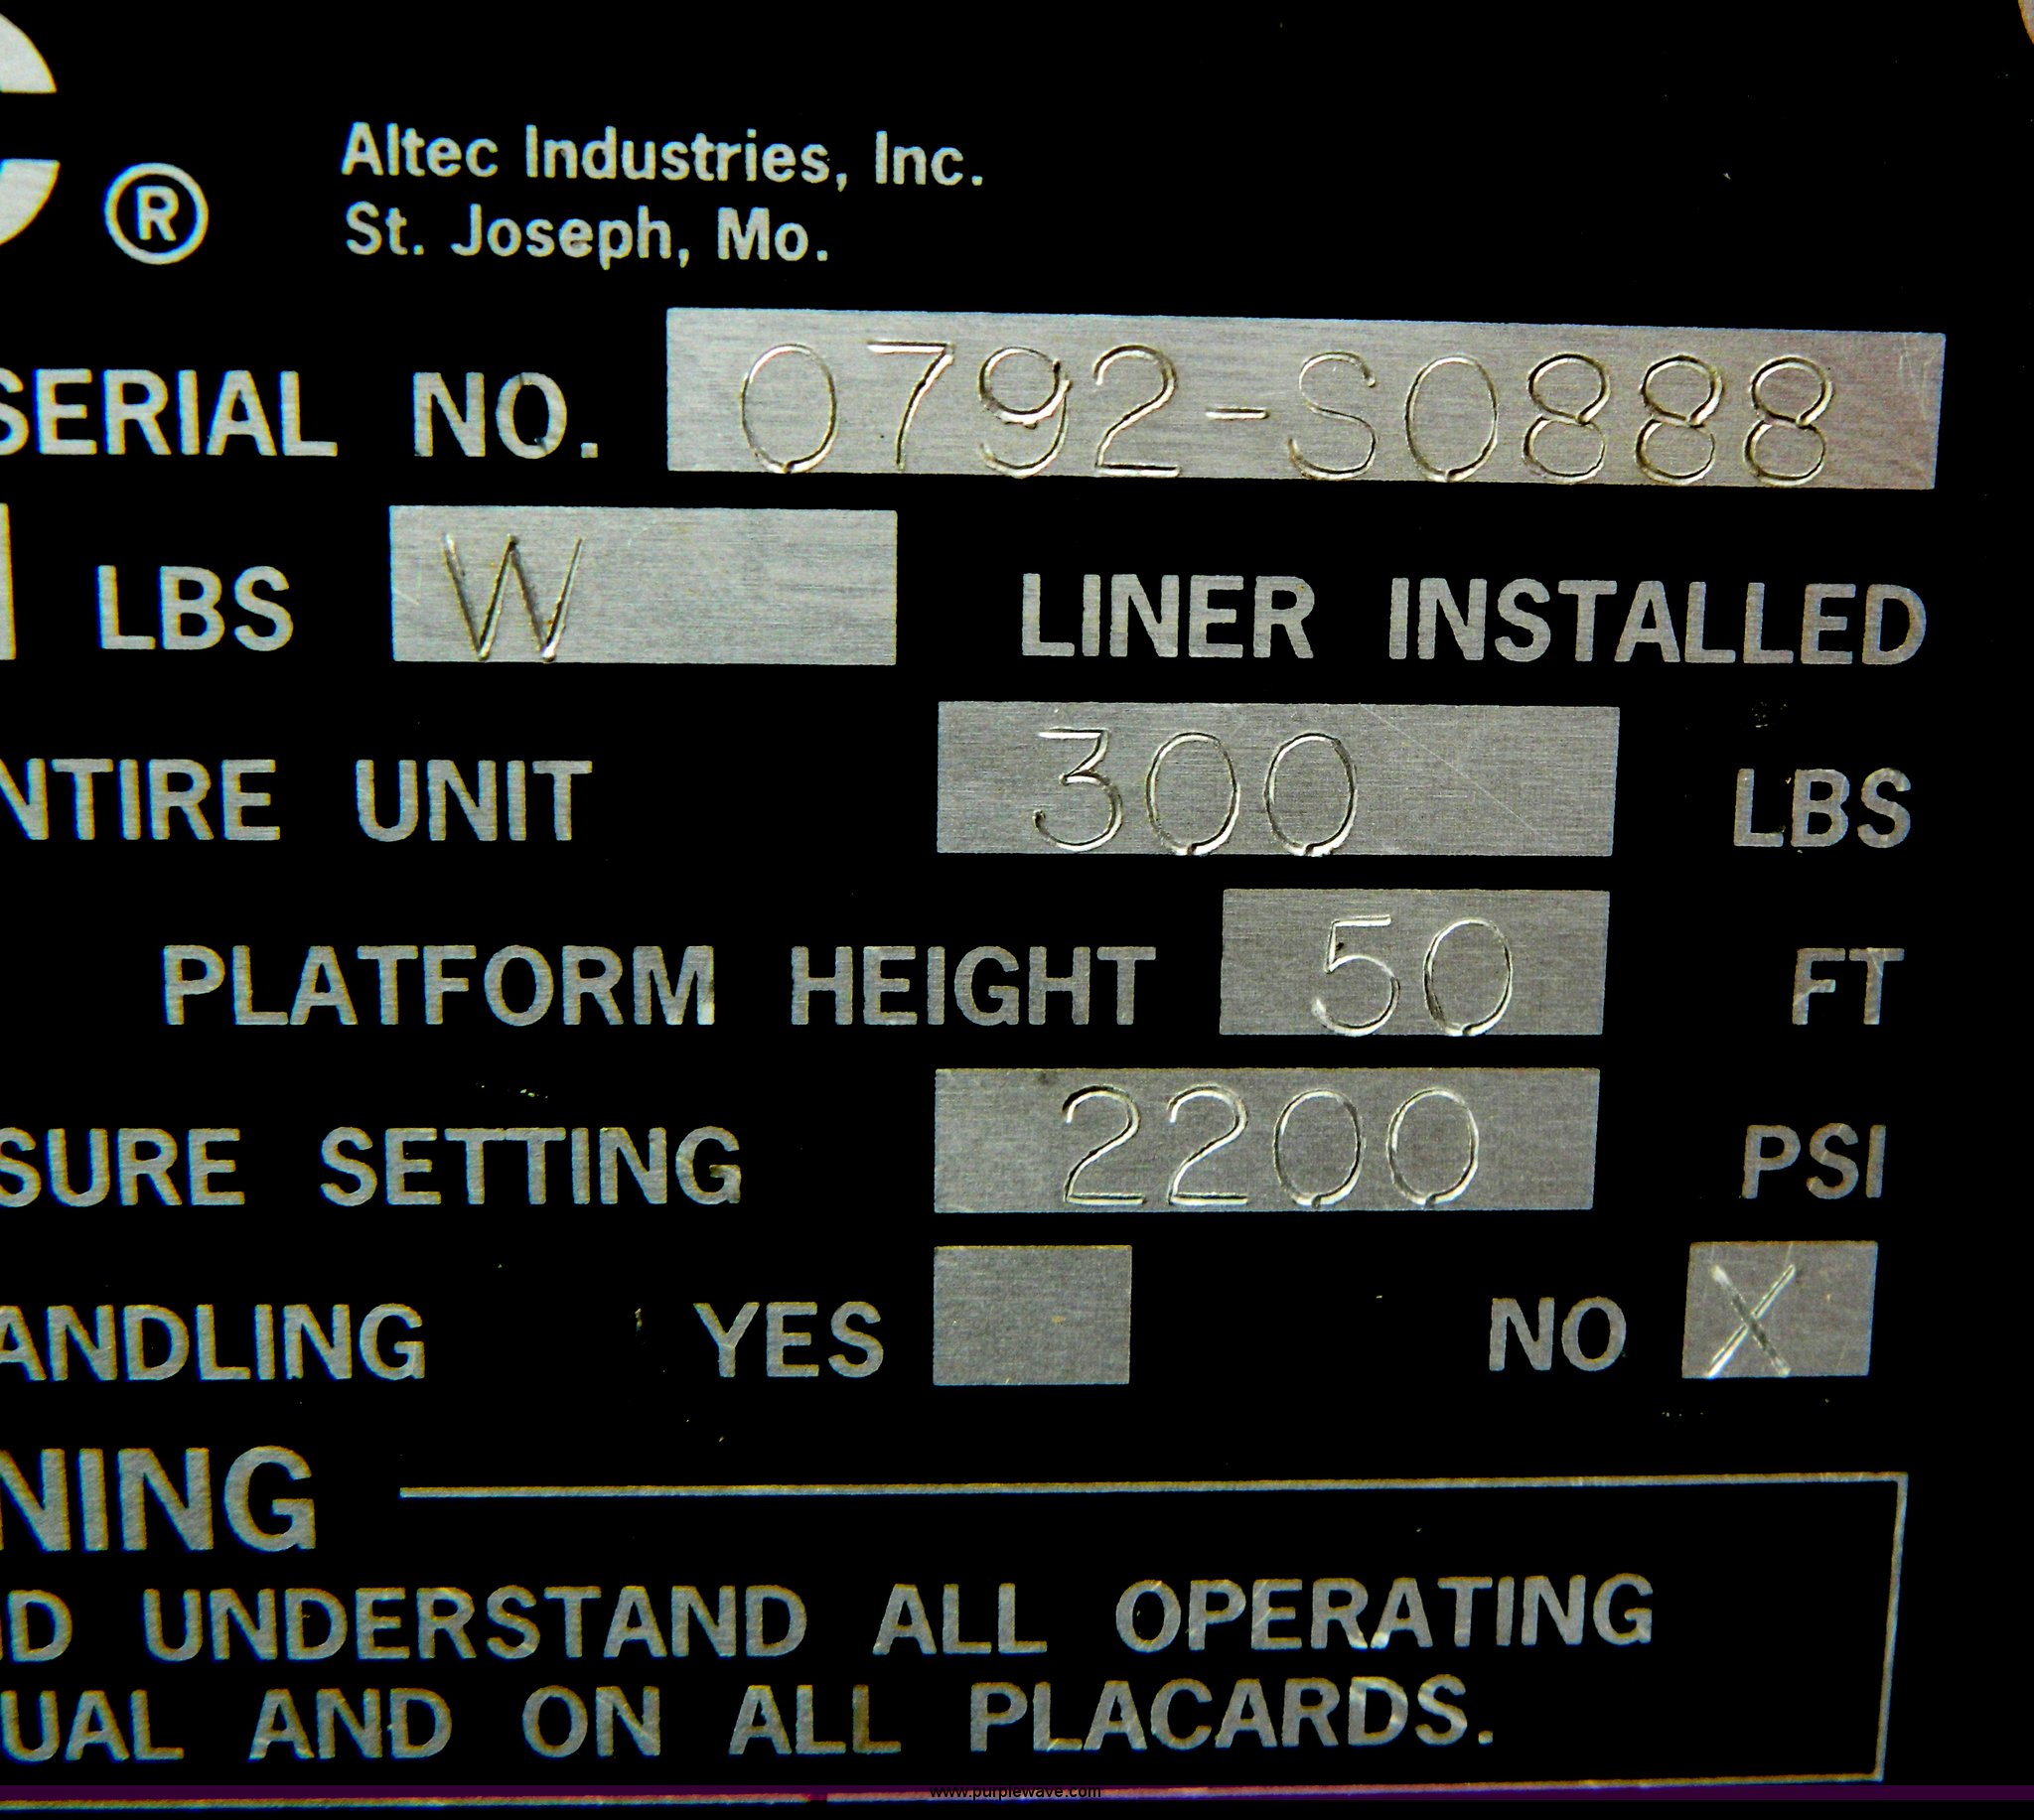 C®
Altec Industries, Inc.
St. Joseph, Mo.
SERIAL NO. 0792-S0888
LBS W LINER INSTALLED
NTIRE UNIT 300 LBS
PLATFORM HEIGHT 50 FT
SURE SETTING 2200 PSI
ANDLING YES NO X
NING
D UNDERSTAND ALL OPERATING
UAL AND ON ALL PLACARDS.
www.purplewave.com